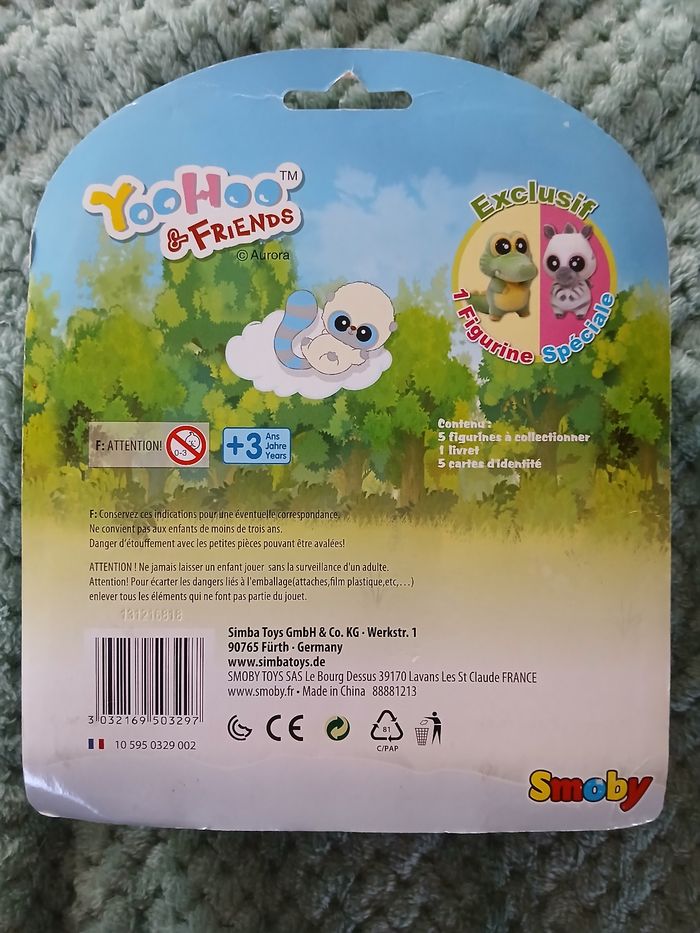 YooHoo™
& FRIENDS
© Aurora
Exclusif
1 Figurine Spéciale
F: ATTENTION!
0-3
+3 Ans
Jahre
Years
Contenu :
5 figurines à collectionner
1 livret
5 cartes d'identité
F: Conservez ces indications pour une éventuelle correspondance.
Ne convient pas aux enfants de moins de trois ans.
Danger d'étouffement avec les petites pièces pouvant être avalées!
ATTENTION ! Ne jamais laisser un enfant jouer sans la surveillance d'un adulte.
Attention! Pour écarter les dangers liés à l'emballage(attaches,film plastique,etc,...)
enlever tous les éléments qui ne font pas partie du jouet.
131216818
Simba Toys GmbH & Co. KG · Werkstr. 1
90765 Fürth · Germany
www.simbatoys.de
SMOBY TOYS SAS Le Bourg Dessus 39170 Lavans Les St Claude FRANCE
www.smoby.fr • Made in China 88881213
3 032169 503297
CE
81
C/PAP
10 595 0329 002
Smoby